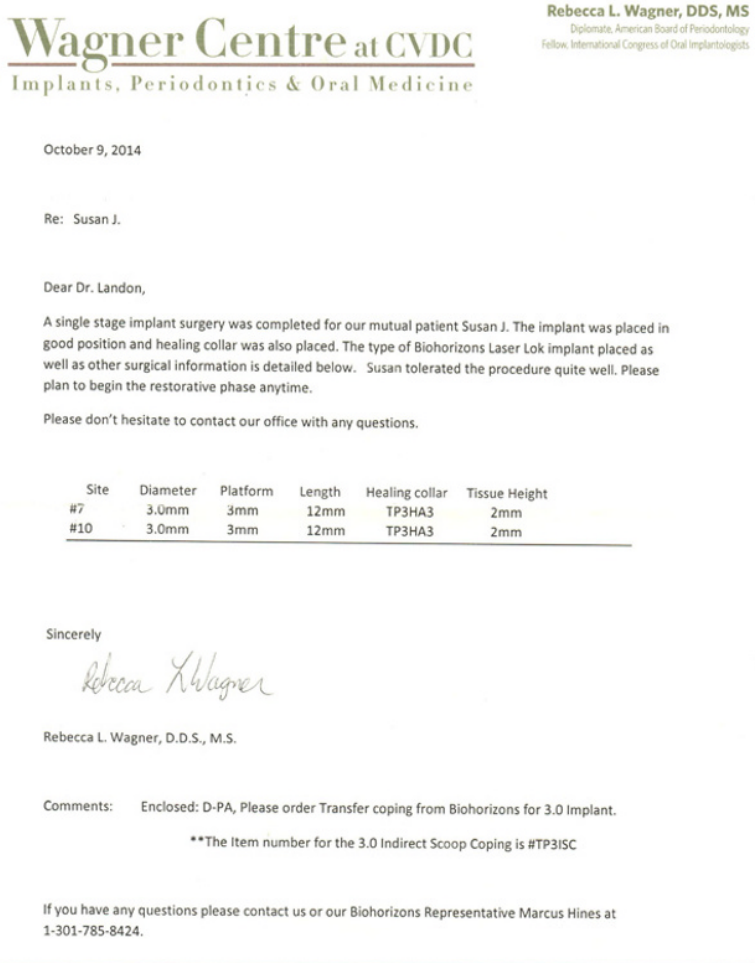 Wagner Centre at CVDC
Implants, Periodontics & Oral Medicine
Rebecca L. Wagner, DDS, MS
Diplomate, American Board of Periodontology
Fellow, International Congress of Oral Implantologists
October 9, 2014
Re: Susan J.
Dear Dr. Landon,
A single stage implant surgery was completed for our mutual patient Susan J. The implant was placed in
good position and healing collar was also placed. The type of Biohorizons Laser Lok implant placed as
well as other surgical information is detailed below. Susan tolerated the procedure quite well. Please
plan to begin the restorative phase anytime.
Please don't hesitate to contact our office with any questions.
Site Diameter Platform Length Healing collar Tissue Height
#7 3.0mm 3mm 12mm TP3HA3 2mm
#10 3.0mm 3mm 12mm TP3HA3 2mm
Sincerely
Rebecca L Wagner
Rebecca L. Wagner, D.D.S., M.S.
Comments: Enclosed: D-PA, Please order Transfer coping from Biohorizons for 3.0 Implant.
**The Item number for the 3.0 Indirect Scoop Coping is #TP3ISC
If you have any questions please contact us or our Biohorizons Representative Marcus Hines at
1-301-785-8424.